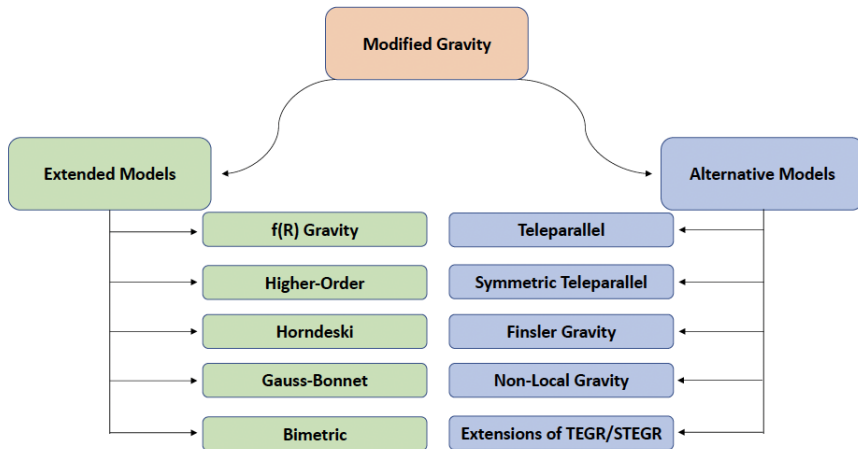 Modified Gravity
Extended Models
Alternative Models
f(R) Gravity
Teleparallel
Higher-Order
Symmetric Teleparallel
Horndeski
Finsler Gravity
Gauss-Bonnet
Non-Local Gravity
Bimetric
Extensions of TEGR/STEGR